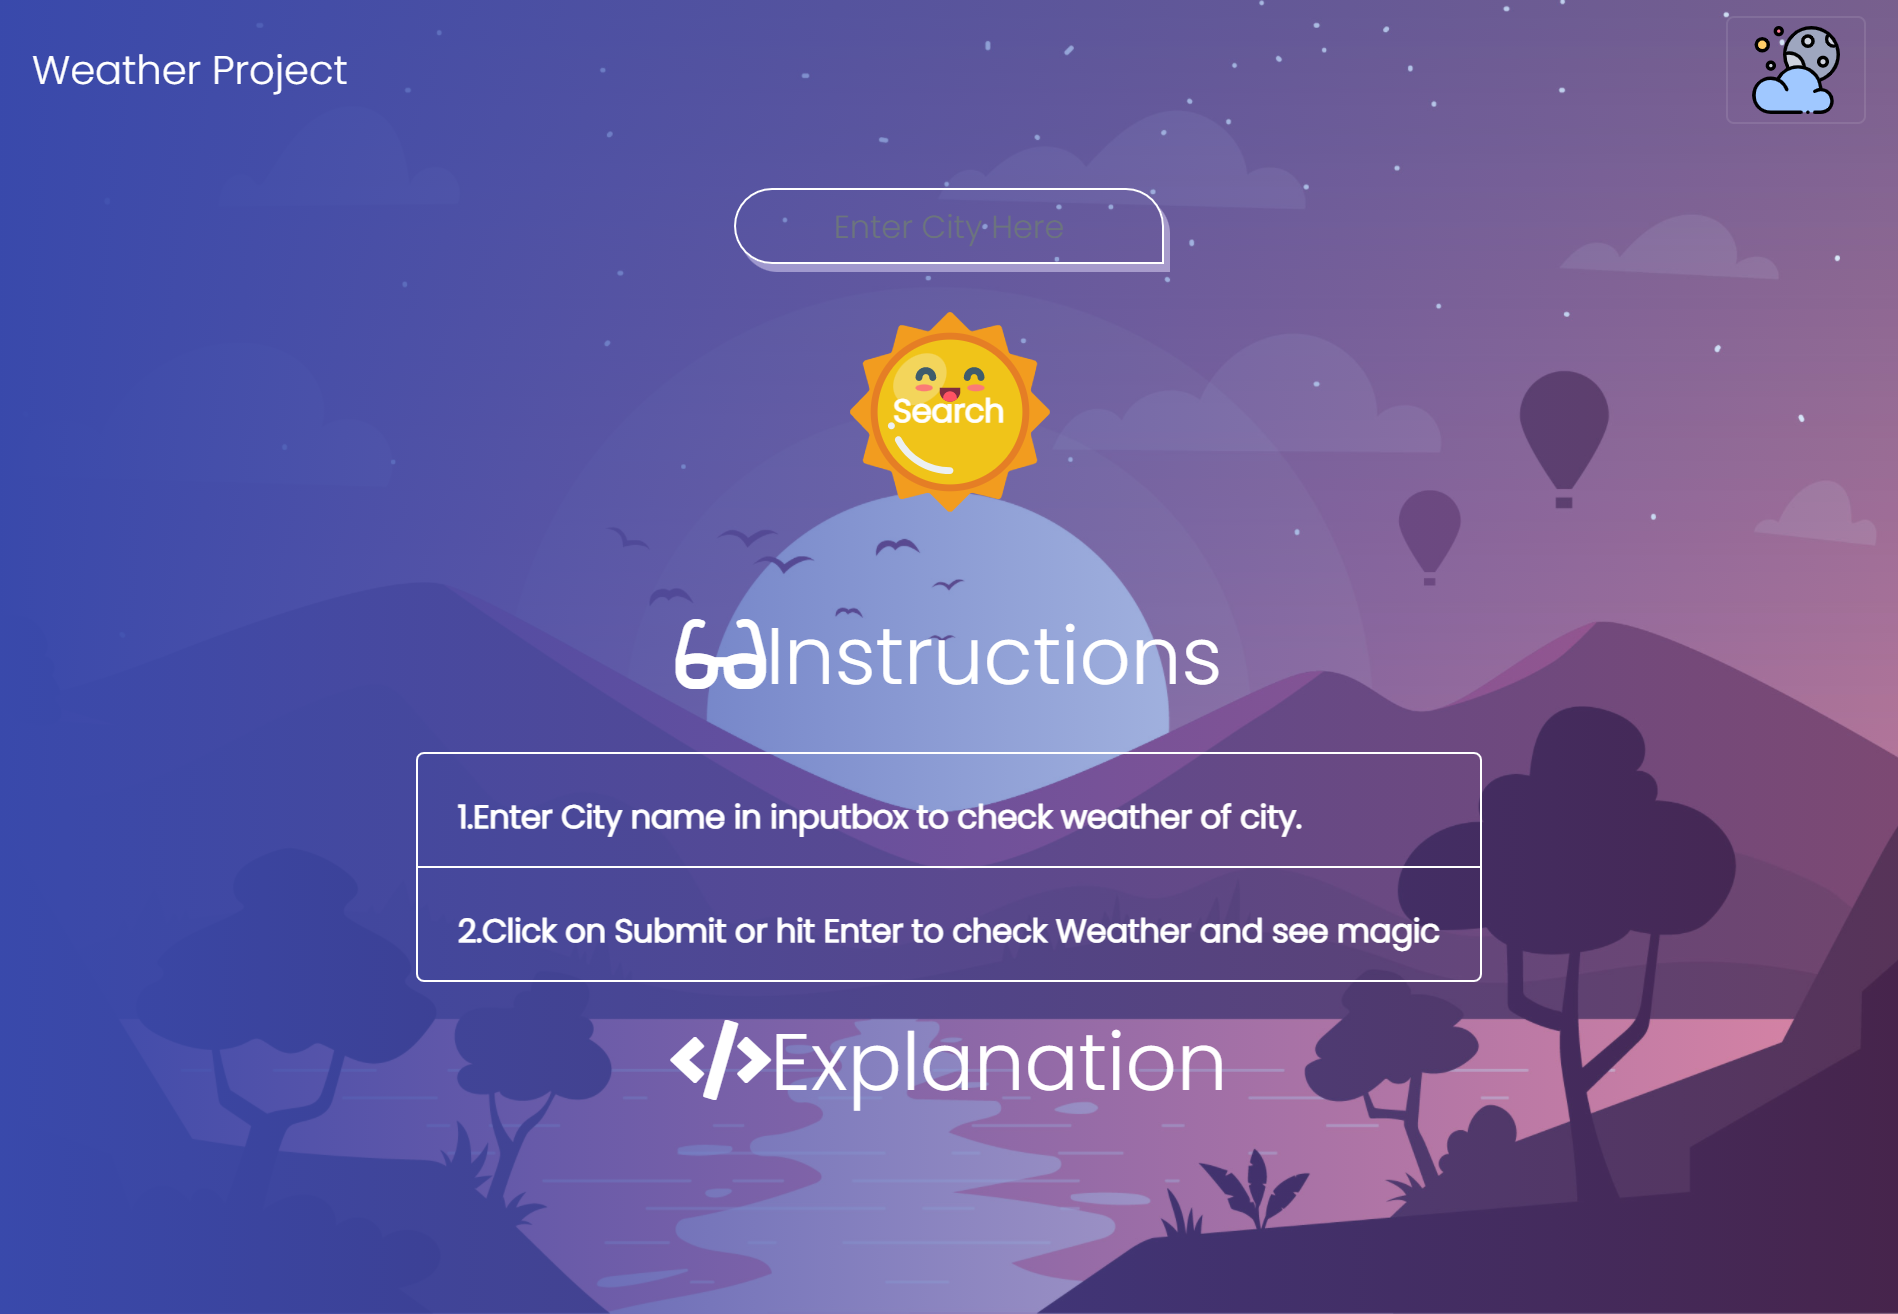 Weather Project
Enter City Here
Search
Instructions
1.Enter City name in inputbox to check weather of city.
2.Click on Submit or hit Enter to check Weather and see magic
Explanation